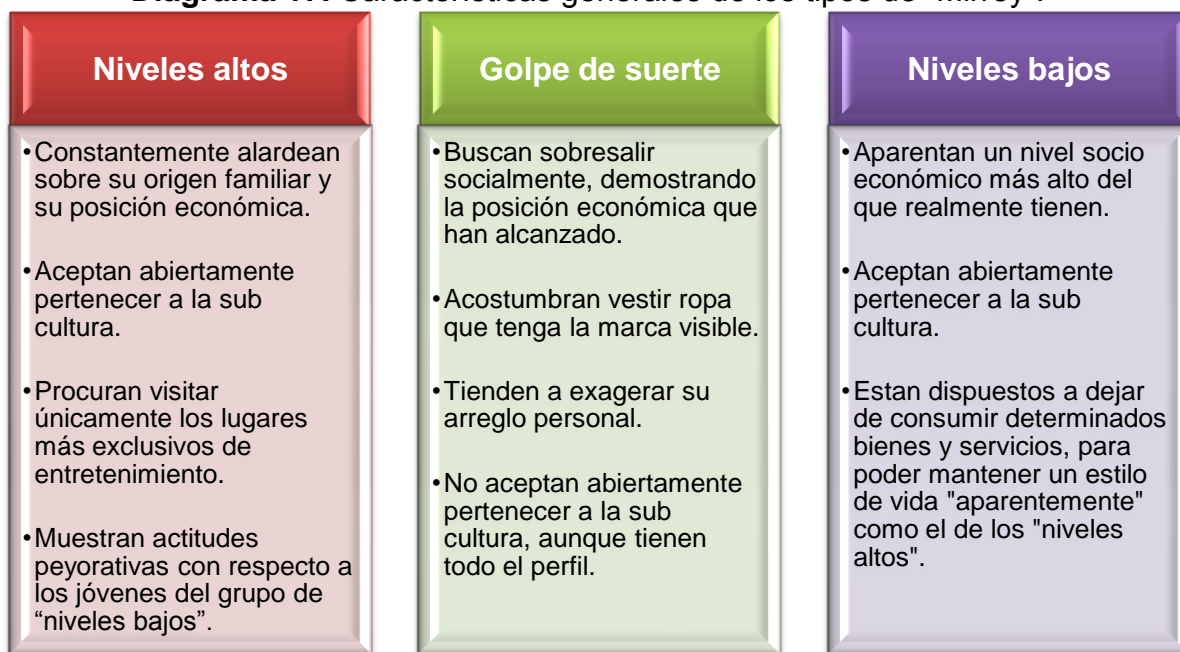 Características generales de los tipos de
Niveles altos
•Constantemente alardean
sobre su origen familiar y
su posición económica.
•Aceptan abiertamente
pertenecer a la sub
cultura.
•Procuran visitar
únicamente los lugares
más exclusivos de
entretenimiento.
•Muestran actitudes
peyorativas con respecto a
los jóvenes del grupo de
“niveles bajos”.
Golpe de suerte
•Buscan sobresalir
socialmente, demostrando
la posición económica que
han alcanzado.
•Acostumbran vestir ropa
que tenga la marca visible.
•Tienden a exagerar su
arreglo personal.
•No aceptan abiertamente
pertenecer a la sub
cultura, aunque tienen
todo el perfil.
Niveles bajos
•Aparentan un nivel socio
económico más alto del
que realmente tienen.
•Aceptan abiertamente
pertenecer a la sub
cultura.
•Estan dispuestos a dejar
de consumir determinados
bienes y servicios, para
poder mantener un estilo
de vida "aparentemente"
como el de los "niveles
altos".